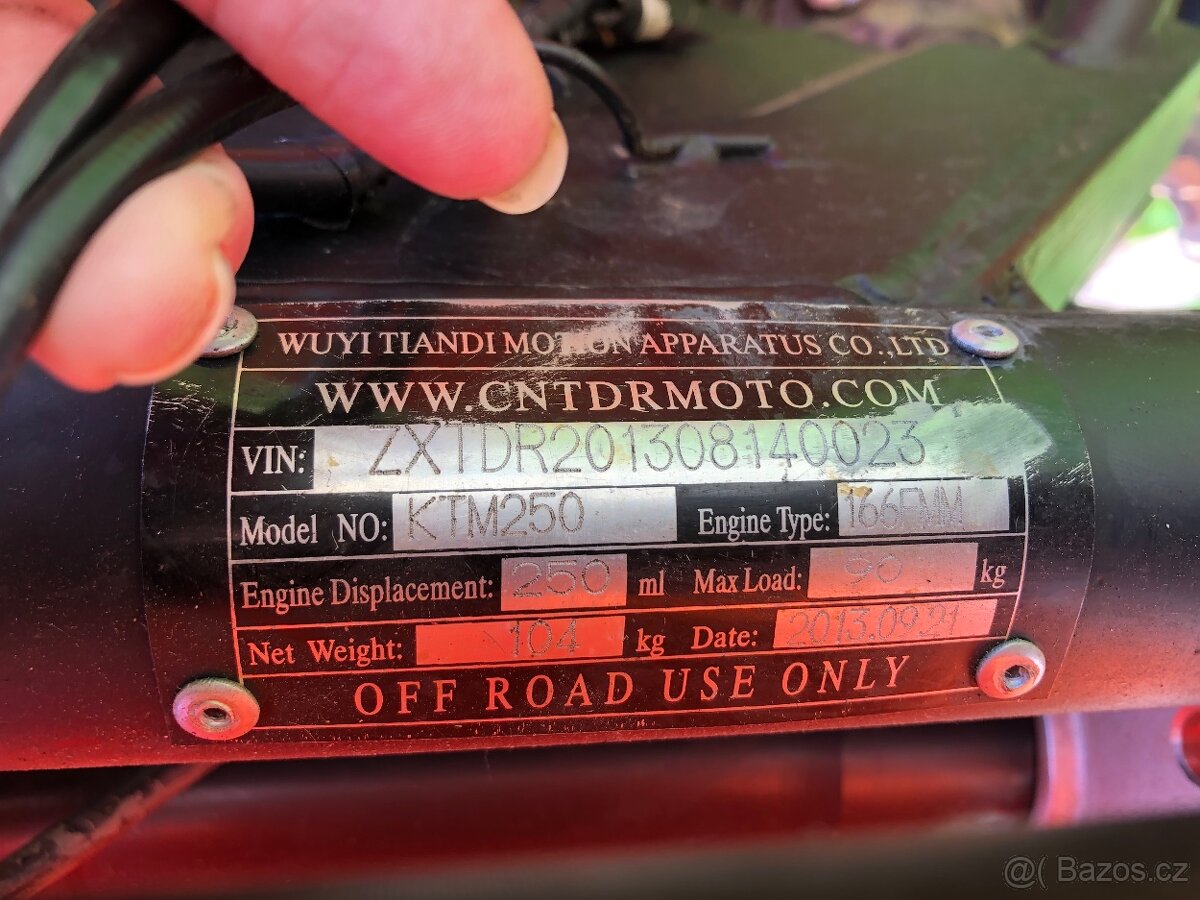 WUYI TIANDI MOTION APPARATUS CO.,LTD
WWW.CNTDRMOTO.COM
VIN: ZXTDR201308140023
Model NO: KTM250 Engine Type: 166FMM
Engine Displacement: 250 ml Max Load: 90 kg
Net Weight: 104 kg Date: 2013.09.21
OFF ROAD USE ONLY
@( Bazos.cz